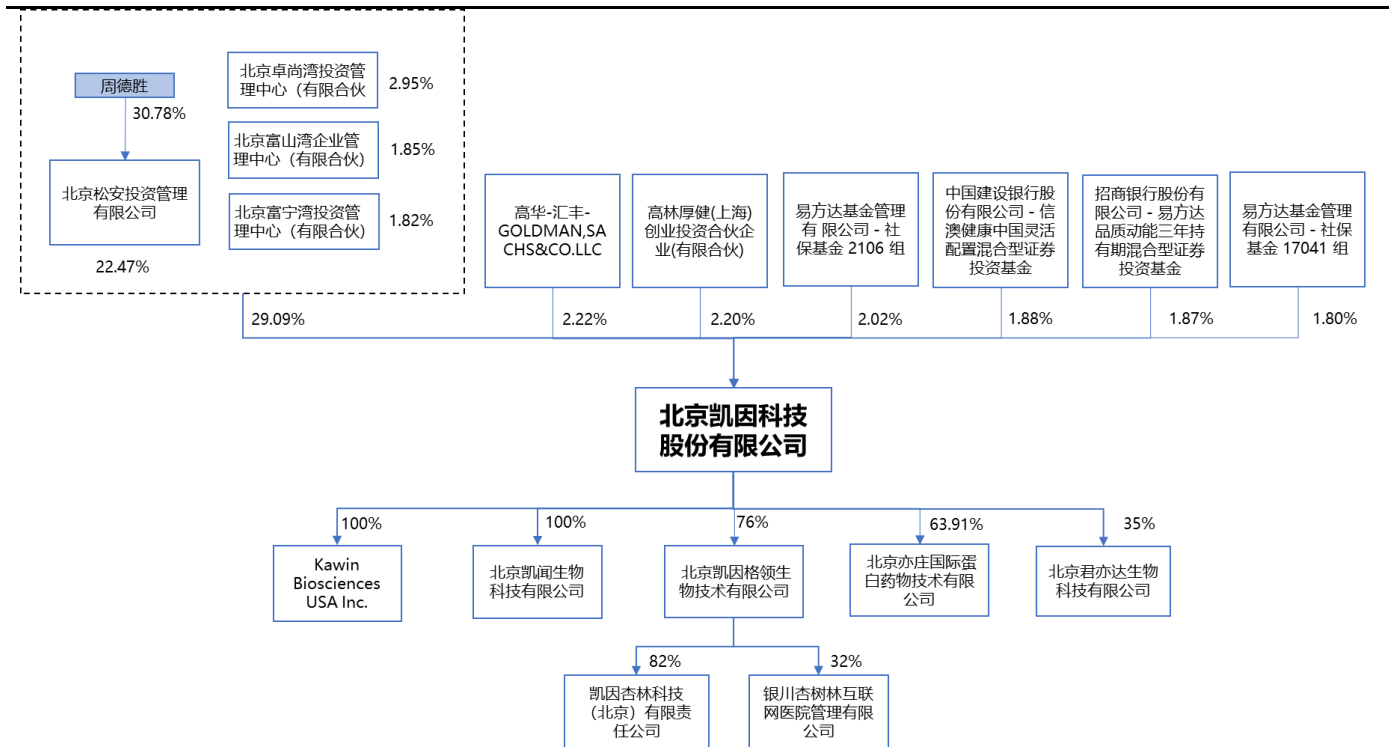 周德胜
30.78%
北京松安投资管理
有限公司
22.47%
北京卓尚湾投资管
理中心（有限合伙
2.95%
北京富山湾企业管
理中心（有限合伙）
1.85%
北京富宁湾投资管
理中心（有限合伙）
1.82%
高华-汇丰-
GOLDMAN,SA
CHS&CO.LLC
高林厚健(上海)
创业投资合伙企
业(有限合伙)
易方达基金管理
有 限公司 - 社
保基金 2106 组
中国建设银行股
份有限公司 - 信
澳健康中国灵活
配置混合型证券
投资基金
招商银行股份有
限公司 - 易方达
品质动能三年持
有期混合型证券
投资基金
易方达基金管理
有限公司 - 社保
基金 17041 组
29.09%
2.22%
2.20%
2.02%
1.88%
1.87%
1.80%
北京凯因科技
股份有限公司
100%
100%
76%
63.91%
35%
Kawin
Biosciences
USA Inc.
北京凯闻生物
科技有限公司
北京凯因格领生
物技术有限公司
北京亦庄国际蛋
白药物技术有限
公司
北京君亦达生物
科技有限公司
82%
32%
凯因杏林科技
（北京）有限责
任公司
银川杏树林互联
网医院管理有限
公司